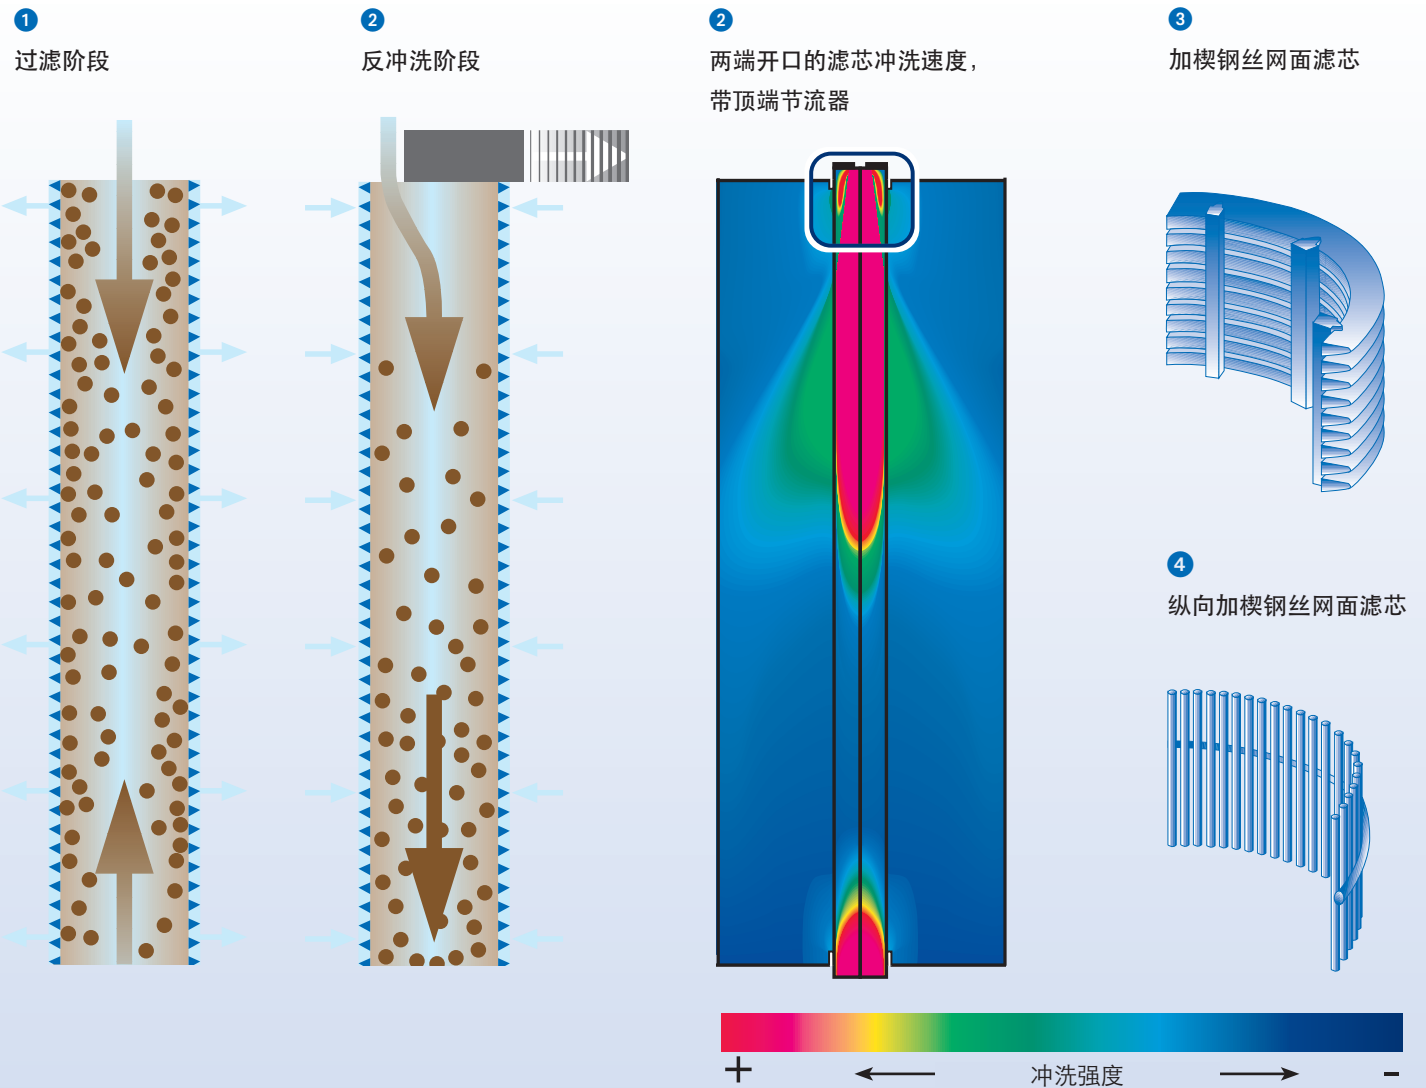 1
过滤阶段
2
反冲洗阶段
2
两端开口的滤芯冲洗速度，
带顶端节流器
3
加楔钢丝网面滤芯
4
纵向加楔钢丝网面滤芯
+ 冲洗强度 -